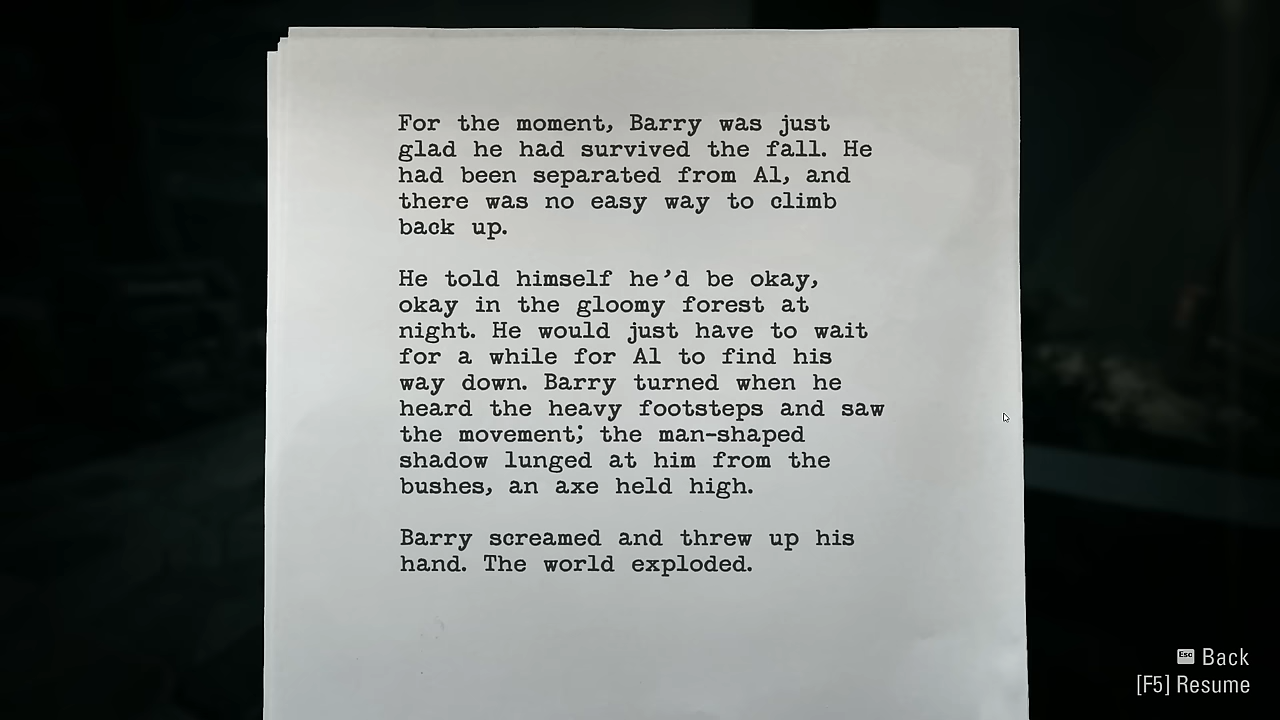 For the moment, Barry was just
glad he had survived the fall. He
had been separated from Al, and
there was no easy way to climb
back up.
He told himself he’d be okay,
okay in the gloomy forest at
night. He would just have to wait
for a while for Al to find his
way down. Barry turned when he
heard the heavy footsteps and saw
the movement; the man-shaped
shadow lunged at him from the
bushes, an axe held high.
Barry screamed and threw up his
hand. The world exploded.
Esc Back
[F5] Resume